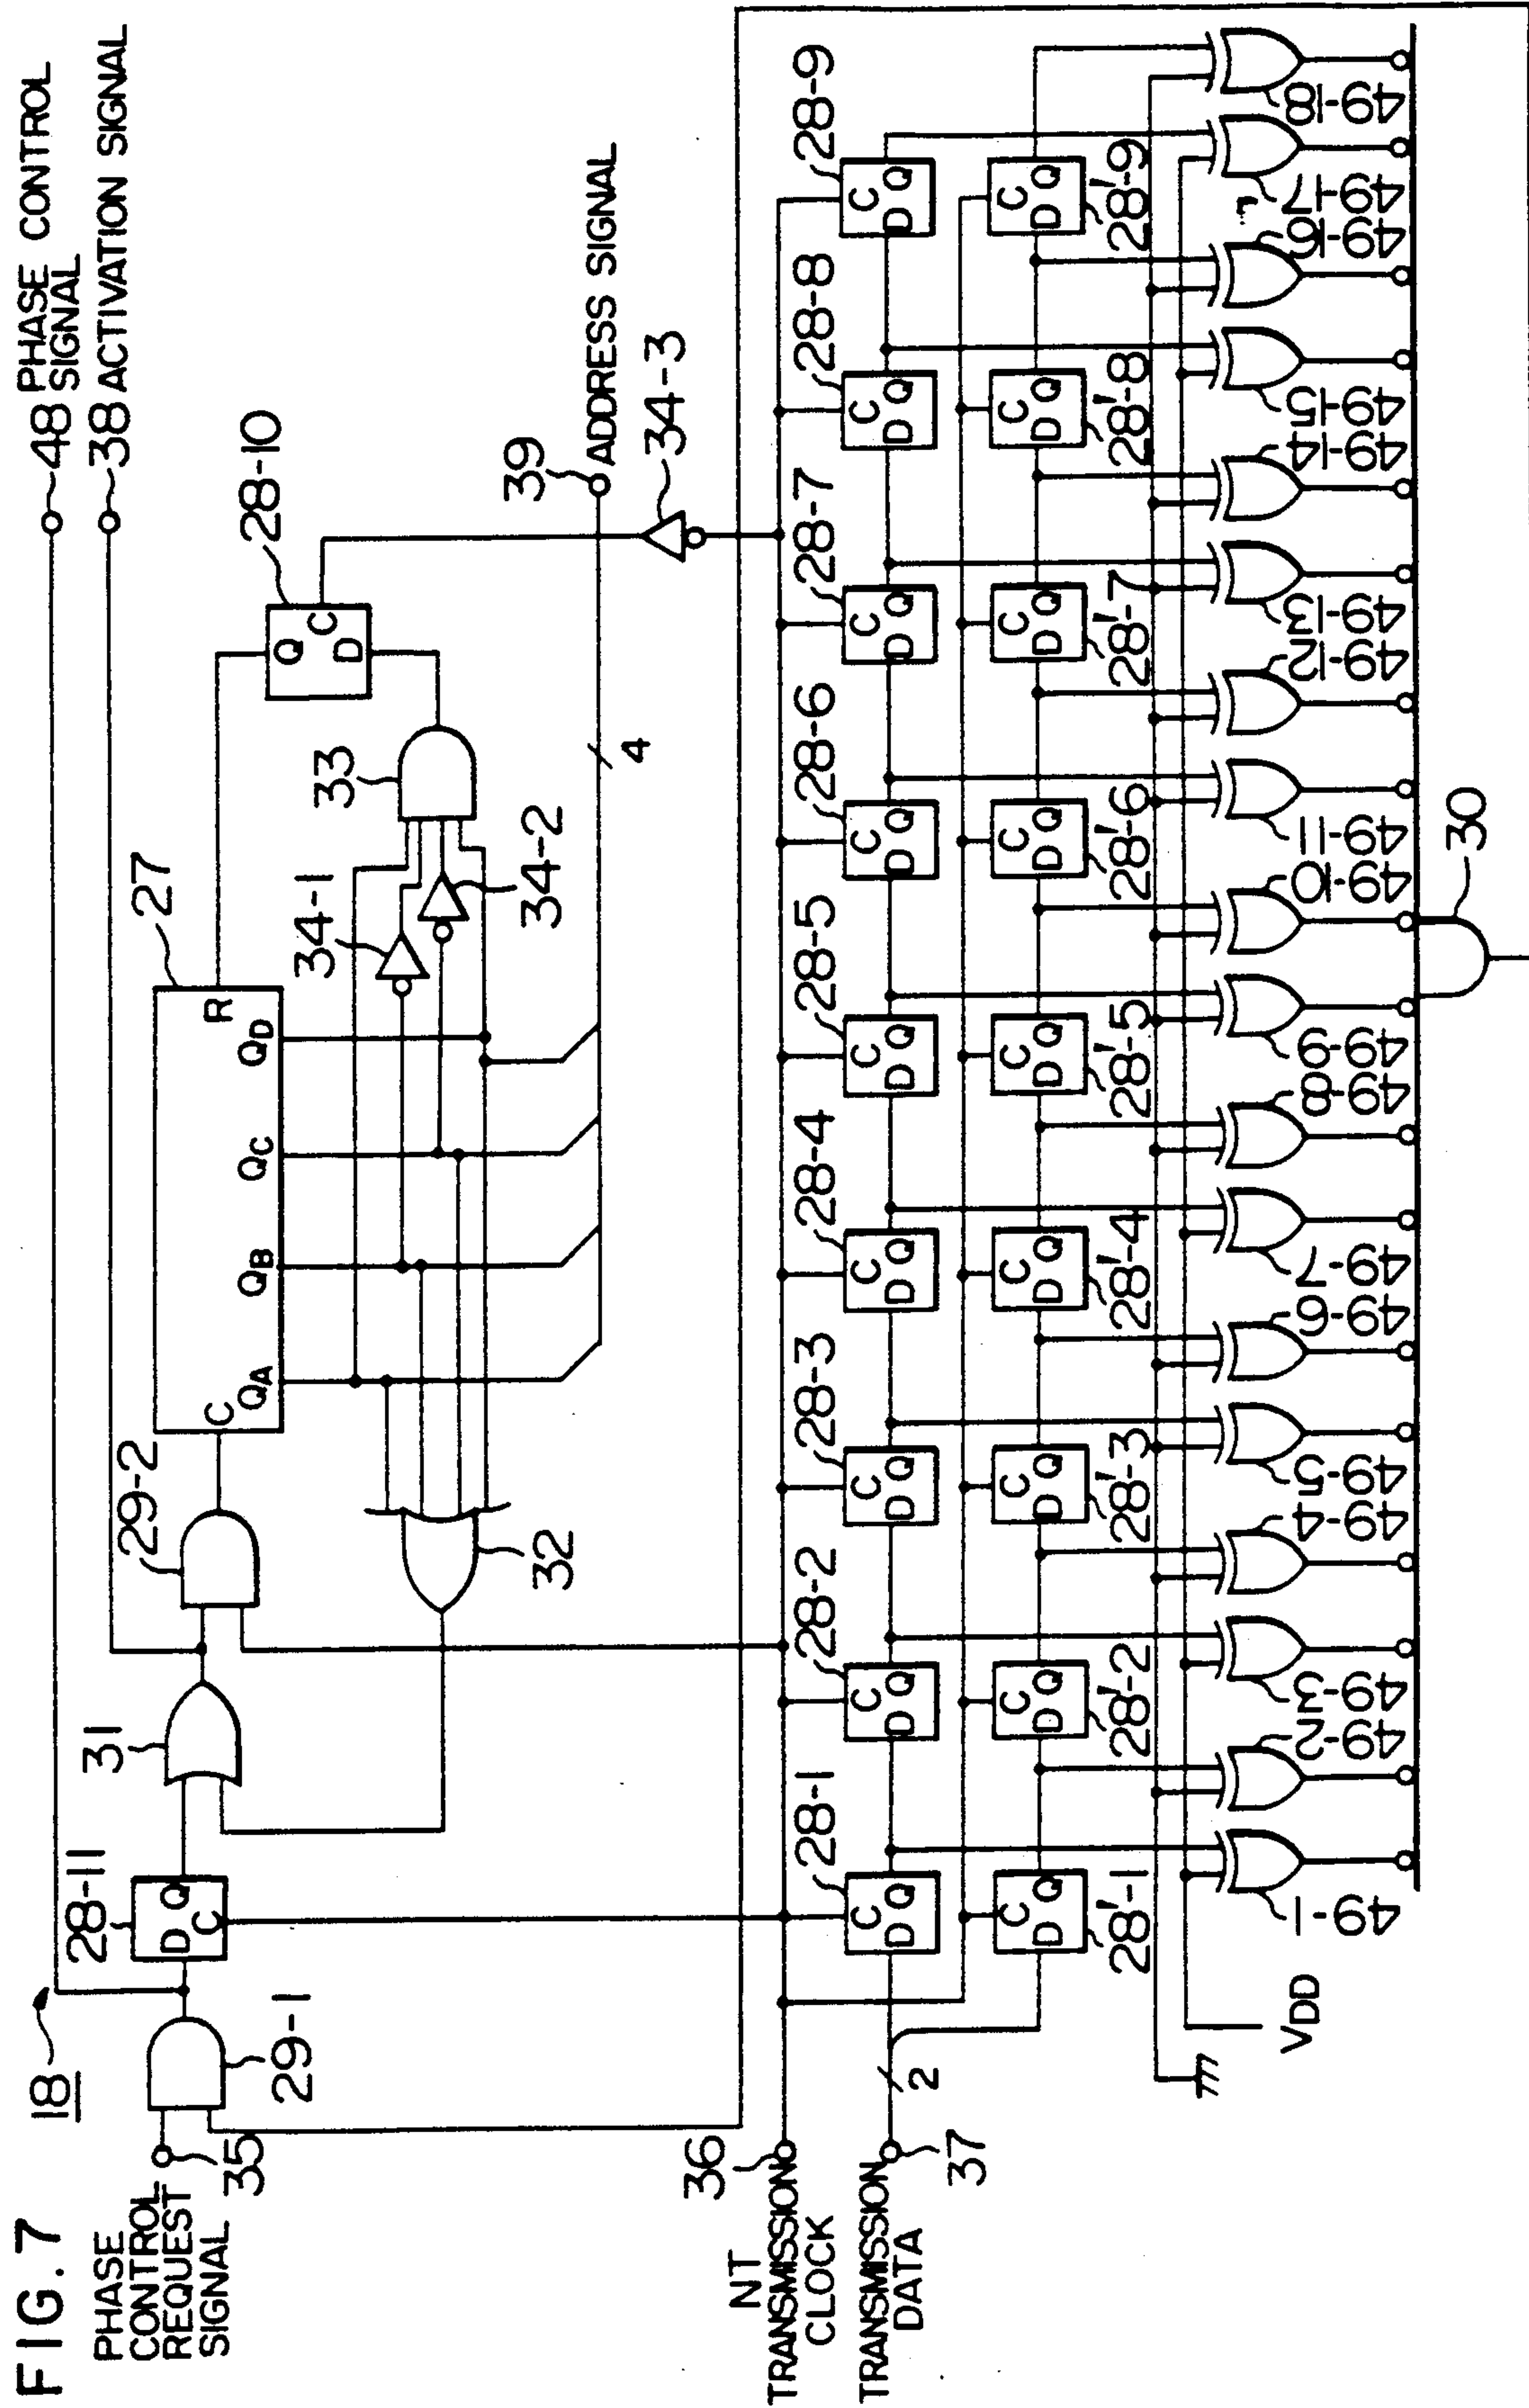 FIG. 7
18
PHASE
CONTROL
REQUEST
SIGNAL
35
29-1
28-11
D Q
C
31
29-2
27
C
R
QA
QB
QC
QD
32
34-1
34-2
33
28-10
Q
C
D
48 PHASE CONTROL
SIGNAL
38 ACTIVATION SIGNAL
39
ADDRESS SIGNAL
4
34-3
NT
TRANSMISSION
CLOCK
36
TRANSMISSION
DATA
37
2
28-1 28-2 28-3 28-4 28-5 28-6 28-7 28-8 28-9
C C C C C C C C C
D Q D Q D Q D Q D Q D Q D Q D Q D Q
C C C C C C C C C
D Q D Q D Q D Q D Q D Q D Q D Q D Q
28'-1 28'-2 28'-3 28'-4 28'-5 28'-6 28'-7 28'-8 28'-9
VDD
49-1 49-2 49-3 49-4 49-5 49-6 49-7 49-8 49-9 49-10 49-11 49-12 49-13 49-14 49-15 49-16 49-17 49-18
30